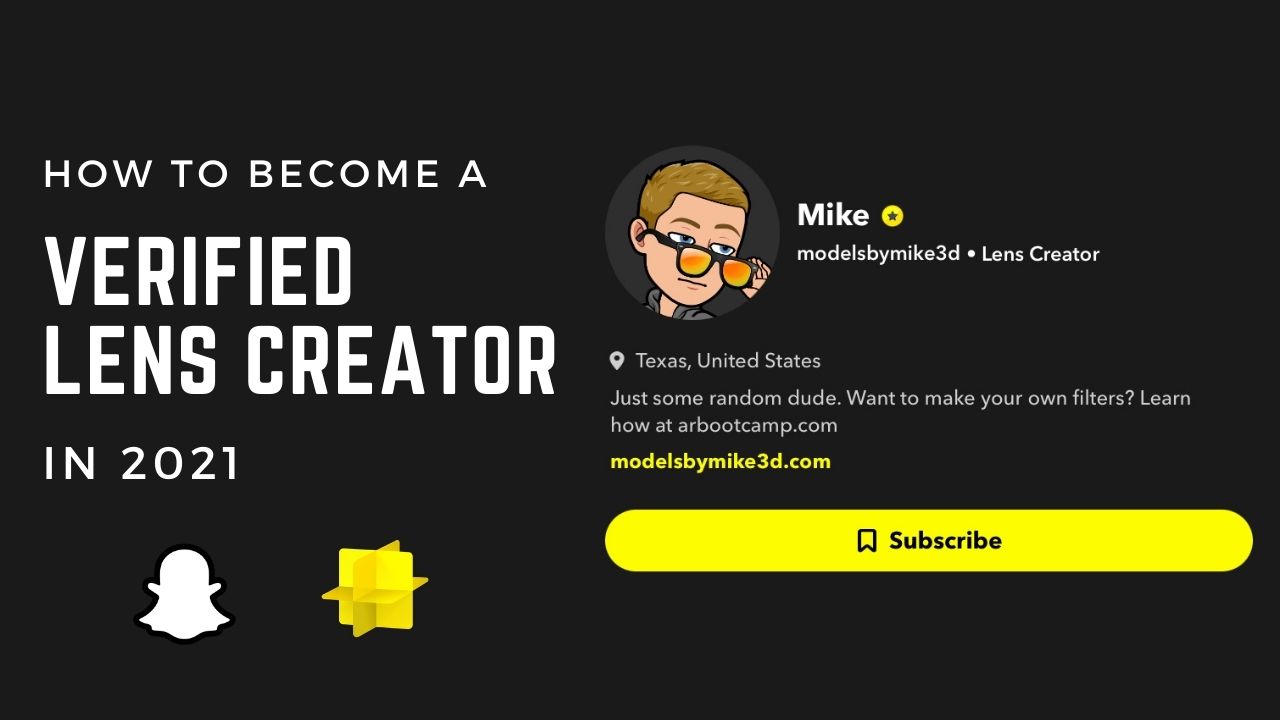 HOW TO BECOME A
VERIFIED
LENS CREATOR
IN 2021
Mike
modelsbymike3d • Lens Creator
Texas, United States
Just some random dude. Want to make your own filters? Learn
how at arbootcamp.com
modelsbymike3d.com
Subscribe